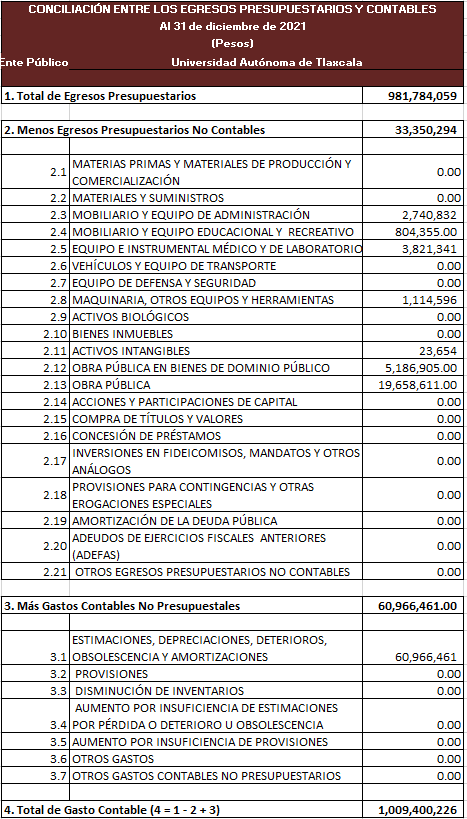 CONCILIACIÓN ENTRE LOS EGRESOS PRESUPUESTARIOS Y CONTABLES
Al 31 de diciembre de 2021
(Pesos)
Ente Público Universidad Autónoma de Tlaxcala
1. Total de Egresos Presupuestarios 981,784,059
2. Menos Egresos Presupuestarios No Contables 33,350,294
2.1 MATERIAS PRIMAS Y MATERIALES DE PRODUCCIÓN Y
COMERCIALIZACIÓN 0.00
2.2 MATERIALES Y SUMINISTROS 0.00
2.3 MOBILIARIO Y EQUIPO DE ADMINISTRACIÓN 2,740,832
2.4 MOBILIARIO Y EQUIPO EDUCACIONAL Y RECREATIVO 804,355.00
2.5 EQUIPO E INSTRUMENTAL MÉDICO Y DE LABORATORIO 3,821,341
2.6 VEHÍCULOS Y EQUIPO DE TRANSPORTE 0.00
2.7 EQUIPO DE DEFENSA Y SEGURIDAD 0.00
2.8 MAQUINARIA, OTROS EQUIPOS Y HERRAMIENTAS 1,114,596
2.9 ACTIVOS BIOLÓGICOS 0.00
2.10 BIENES INMUEBLES 0.00
2.11 ACTIVOS INTANGIBLES 23,654
2.12 OBRA PÚBLICA EN BIENES DE DOMINIO PÚBLICO 5,186,905.00
2.13 OBRA PÚBLICA 19,658,611.00
2.14 ACCIONES Y PARTICIPACIONES DE CAPITAL 0.00
2.15 COMPRA DE TÍTULOS Y VALORES 0.00
2.16 CONCESIÓN DE PRÉSTAMOS 0.00
2.17 INVERSIONES EN FIDEICOMISOS, MANDATOS Y OTROS
ANÁLOGOS 0.00
2.18 PROVISIONES PARA CONTINGENCIAS Y OTRAS
EROGACIONES ESPECIALES 0.00
2.19 AMORTIZACIÓN DE LA DEUDA PÚBLICA 0.00
2.20 ADEUDOS DE EJERCICIOS FISCALES ANTERIORES
(ADEFAS) 0.00
2.21 OTROS EGRESOS PRESUPUESTARIOS NO CONTABLES 0.00
3. Más Gastos Contables No Presupuestales 60,966,461.00
ESTIMACIONES, DEPRECIACIONES, DETERIOROS,
3.1 OBSOLESCENCIA Y AMORTIZACIONES 60,966,461
3.2 PROVISIONES 0.00
3.3 DISMINUCIÓN DE INVENTARIOS 0.00
AUMENTO POR INSUFICIENCIA DE ESTIMACIONES
3.4 POR PÉRDIDA O DETERIORO U OBSOLESCENCIA 0.00
3.5 AUMENTO POR INSUFICIENCIA DE PROVISIONES 0.00
3.6 OTROS GASTOS 0.00
3.7 OTROS GASTOS CONTABLES NO PRESUPUESTARIOS 0.00
4. Total de Gasto Contable (4 = 1 - 2 + 3) 1,009,400,226